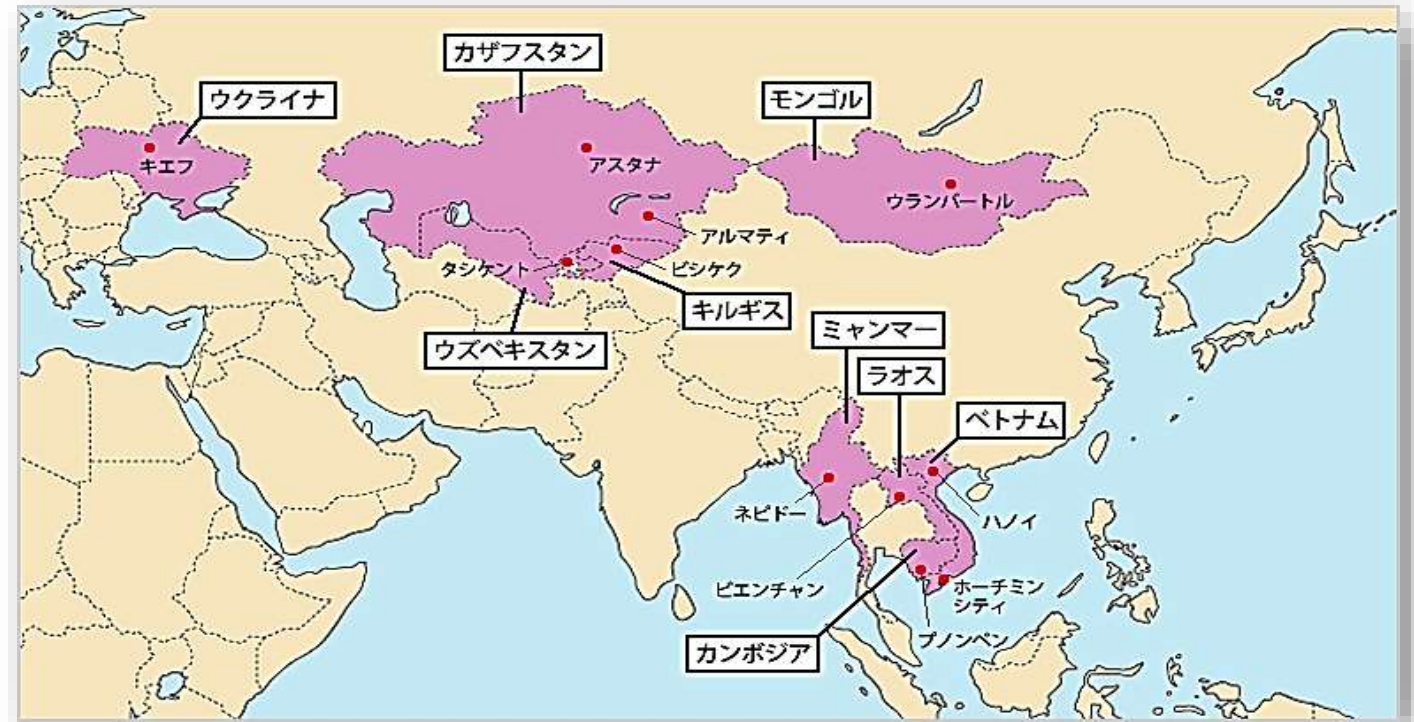 カザフスタン
ウクライナ
モンゴル
キエフ
アスタナ
ウランバートル
アルマティ
タシケント
ビシケク
キルギス
ウズベキスタン
ミャンマー
ラオス
ベトナム
ネピドー
ハノイ
ビエンチャン
ホーチミン
シティ
プノンペン
カンボジア